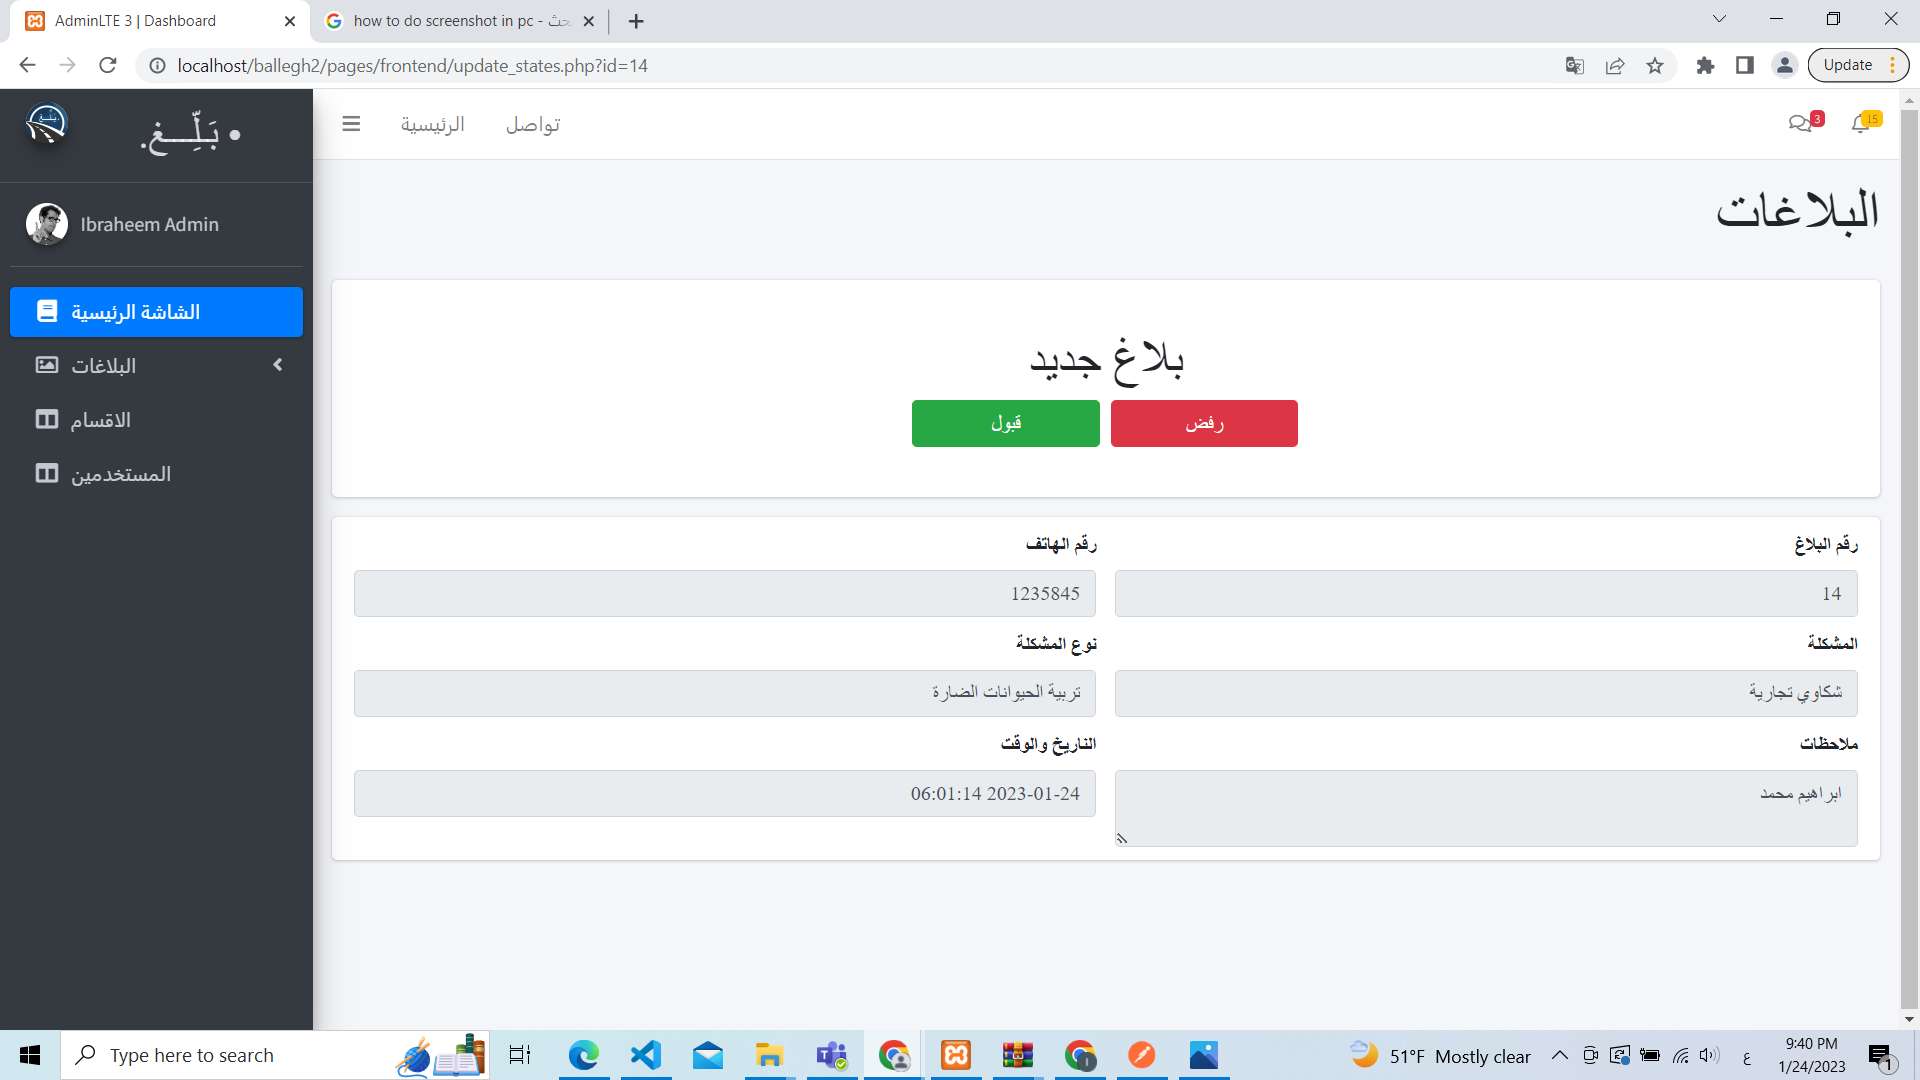 AdminLTE 3 | Dashboard
how to do screenshot in pc - بحث
localhost/ballegh2/pages/frontend/update_states.php?id=14
Update
• بَلِّـــغ.
الرئيسية
تواصل
3
15
Ibraheem Admin
الشاشة الرئيسية
البلاغات
الاقسام
المستخدمين
البلاغات
بلاغ جديد
قبول
رفض
رقم البلاغ
رقم الهاتف
14
1235845
المشكلة
نوع المشكلة
شكاوي تجارية
تربية الحيوانات الضارة
ملاحظات
التاريخ والوقت
ابراهيم محمد
06:01:14 2023-01-24
Type here to search
51°F Mostly clear
ع
9:40 PM
1/24/2023
1